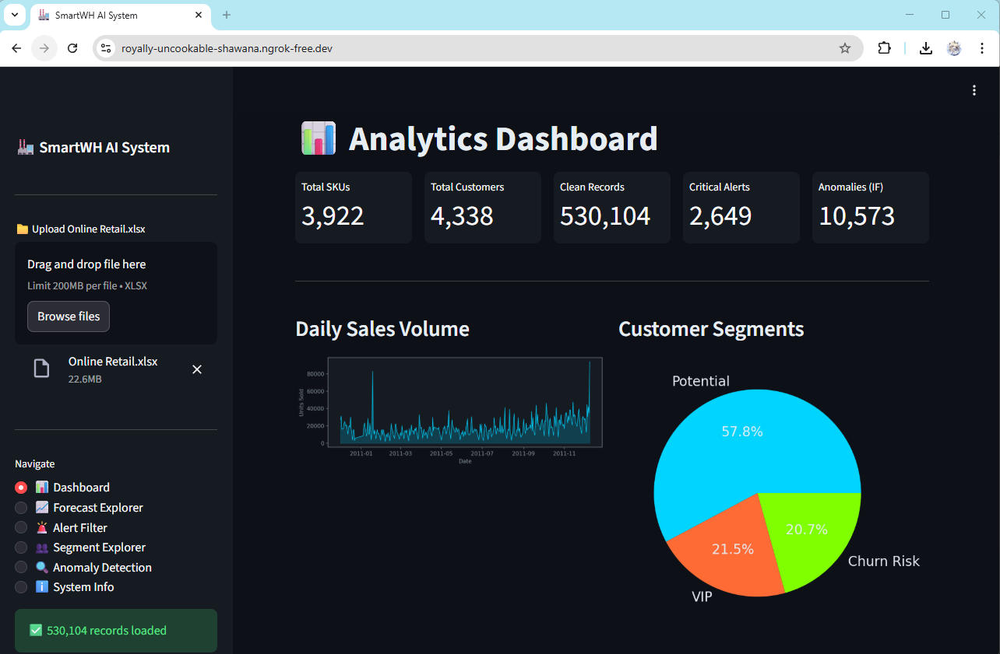 SmartWH AI System
royally-uncookable-shawana.ngrok-free.dev
SmartWH AI System
Upload Online Retail.xlsx
Drag and drop file here
Limit 200MB per file • XLSX
Browse files
Online Retail.xlsx
22.6MB
Navigate
Dashboard
Forecast Explorer
Alert Filter
Segment Explorer
Anomaly Detection
System Info
530,104 records loaded
Analytics Dashboard
Total SKUs
3,922
Total Customers
4,338
Clean Records
530,104
Critical Alerts
2,649
Anomalies (IF)
10,573
Daily Sales Volume
Units Sold
80000
60000
40000
20000
0
2011-01 2011-03 2011-05 2011-07 2011-09 2011-11
Date
Customer Segments
Potential
57.8%
21.5%
20.7%
VIP
Churn Risk